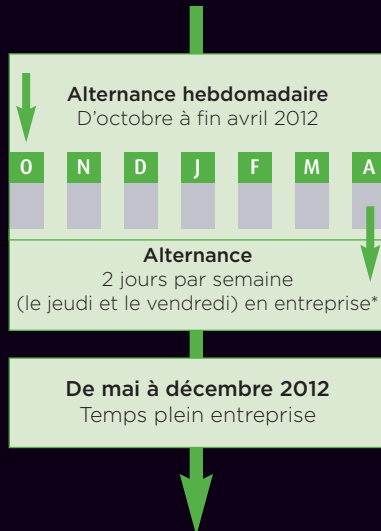 Alternance hebdomadaire
D’octobre à fin avril 2012
O N D J F M A
Alternance
2 jours par semaine
(le jeudi et le vendredi) en entreprise*
De mai à décembre 2012
Temps plein entreprise